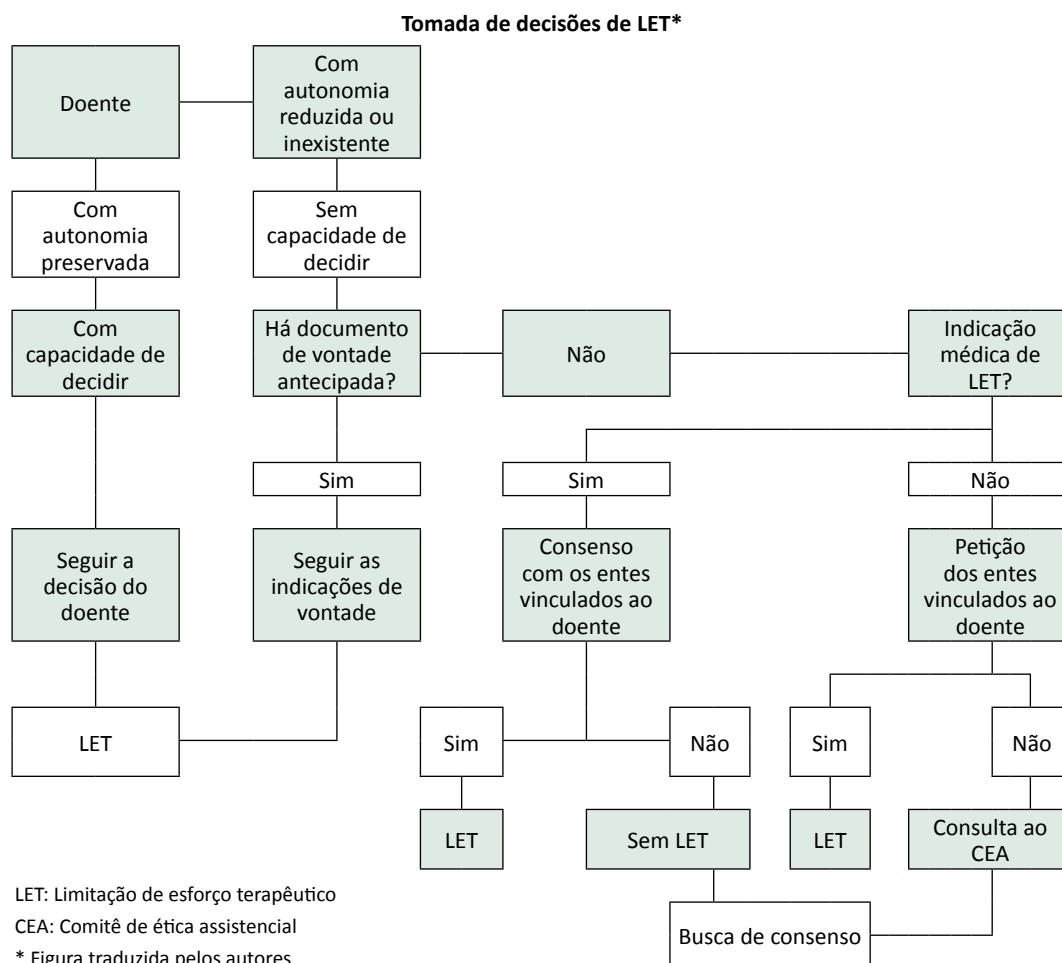 Tomada de decisões de LET*
Doente
Com
autonomia
reduzida ou
inexistente
Com
autonomia
preservada
Sem
capacidade de
decidir
Com
capacidade de
decidir
Há documento
de vontade
antecipada?
Não
Indicação
médica de
LET?
Sim
Sim
Não
Seguir a
decisão do
doente
Seguir as
indicações de
vontade
Consenso
com os entes
vinculados ao
doente
Petição
dos entes
vinculados ao
doente
LET
Sim
Não
Sim
Não
LET
Sem LET
LET
Consulta ao
CEA
Busca de consenso
LET: Limitação de esforço terapêutico
CEA: Comitê de ética assistencial
* Figura traduzida pelos autores